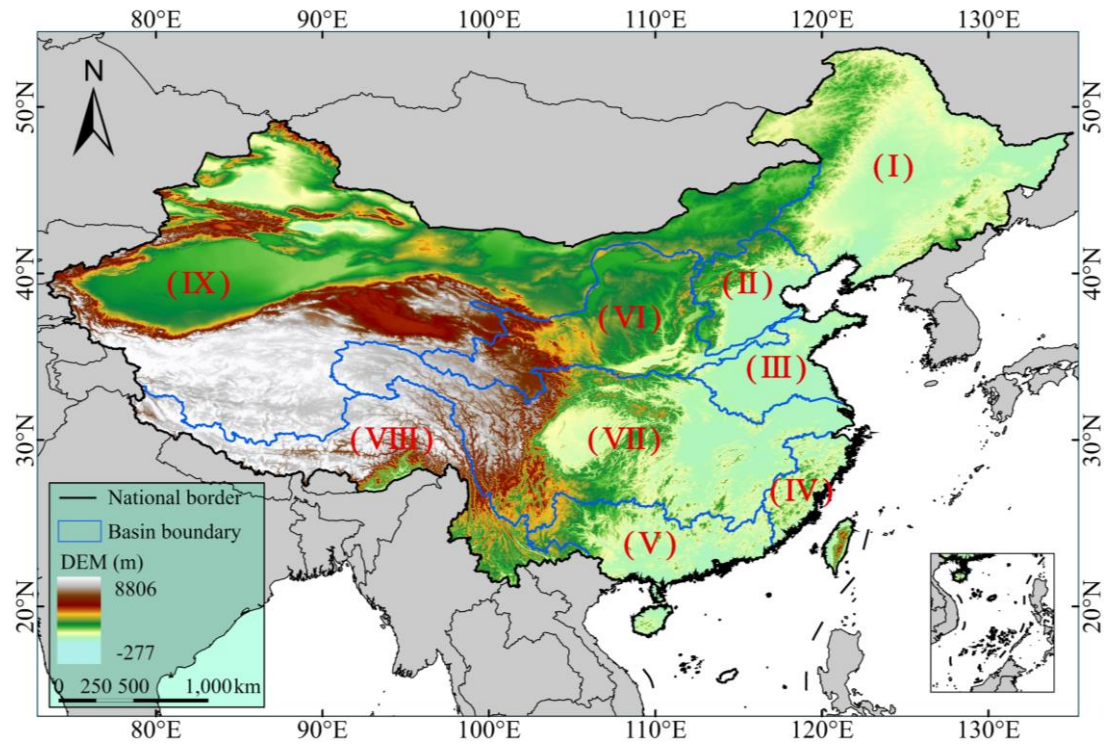 80°E 90°E 100°E 110°E 120°E 130°E
N
50°N 50°N
(I)
40°N 40°N
(IX)
(II)
(VI)
(III)
30°N 30°N
(VIII)
(VII)
(IV)
(V)
National border
Basin boundary
DEM (m)
8806
-277
0 250 500 1,000km
20°N 20°N
80°E 90°E 100°E 110°E 120°E 130°E